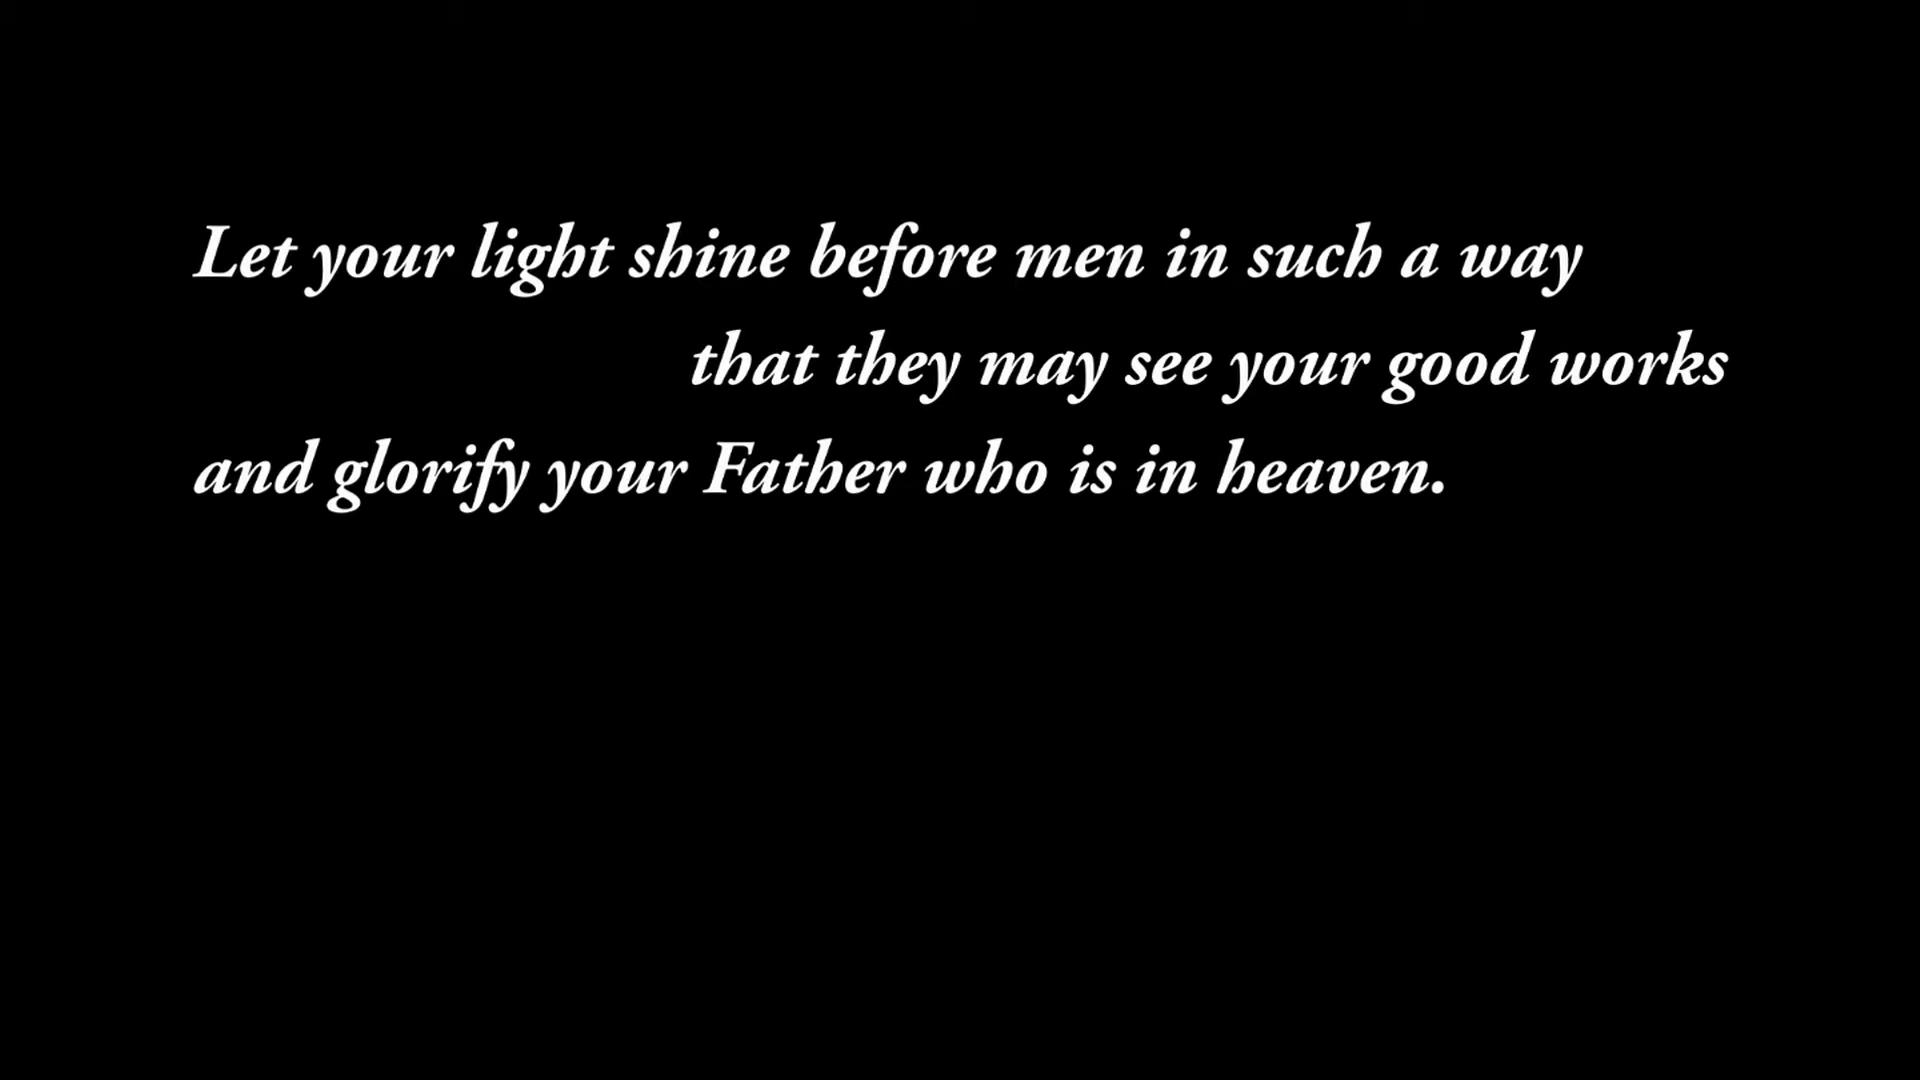 Let your light shine before men in such a way
that they may see your good works
and glorify your Father who is in heaven.